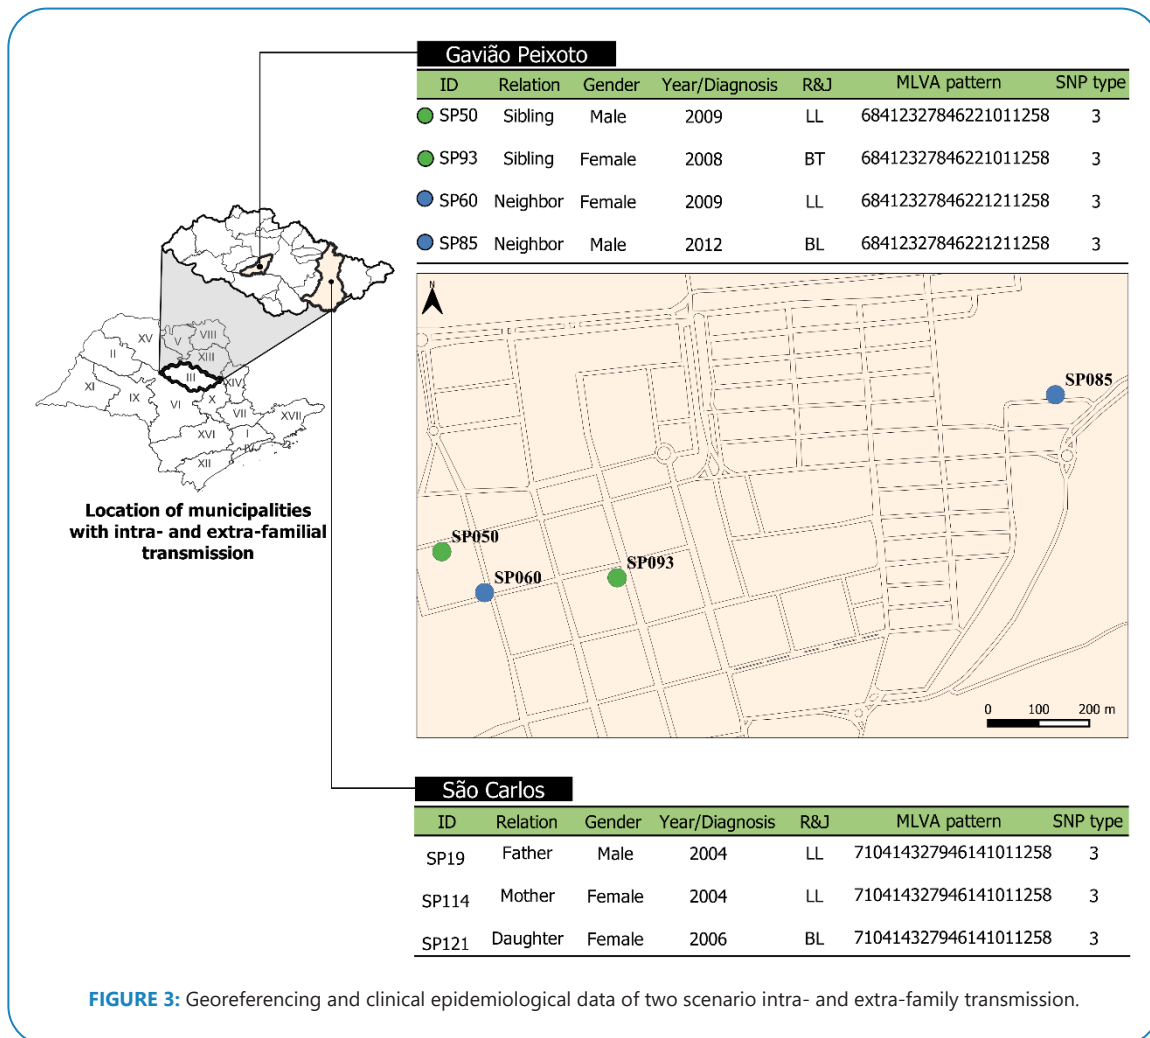 Gavião Peixoto
ID Relation Gender Year/Diagnosis R&J MLVA pattern SNP type
SP50 Sibling Male 2009 LL 68412327846221011258 3
SP93 Sibling Female 2008 BT 68412327846221011258 3
SP60 Neighbor Female 2009 LL 68412327846221211258 3
SP85 Neighbor Male 2012 BL 68412327846221211258 3
N
SP085
SP050
SP060
SP093
0 100 200 m
XV
V
VIII
II
XIII
XI
IX
III
XIV
VI
X
VII
XVII
XVI
I
XII
Location of municipalities
with intra- and extra-familial
transmission
São Carlos
ID Relation Gender Year/Diagnosis R&J MLVA pattern SNP type
SP19 Father Male 2004 LL 710414327946141011258 3
SP114 Mother Female 2004 LL 710414327946141011258 3
SP121 Daughter Female 2006 BL 710414327946141011258 3
FIGURE 3: Georeferencing and clinical epidemiological data of two scenario intra- and extra-family transmission.